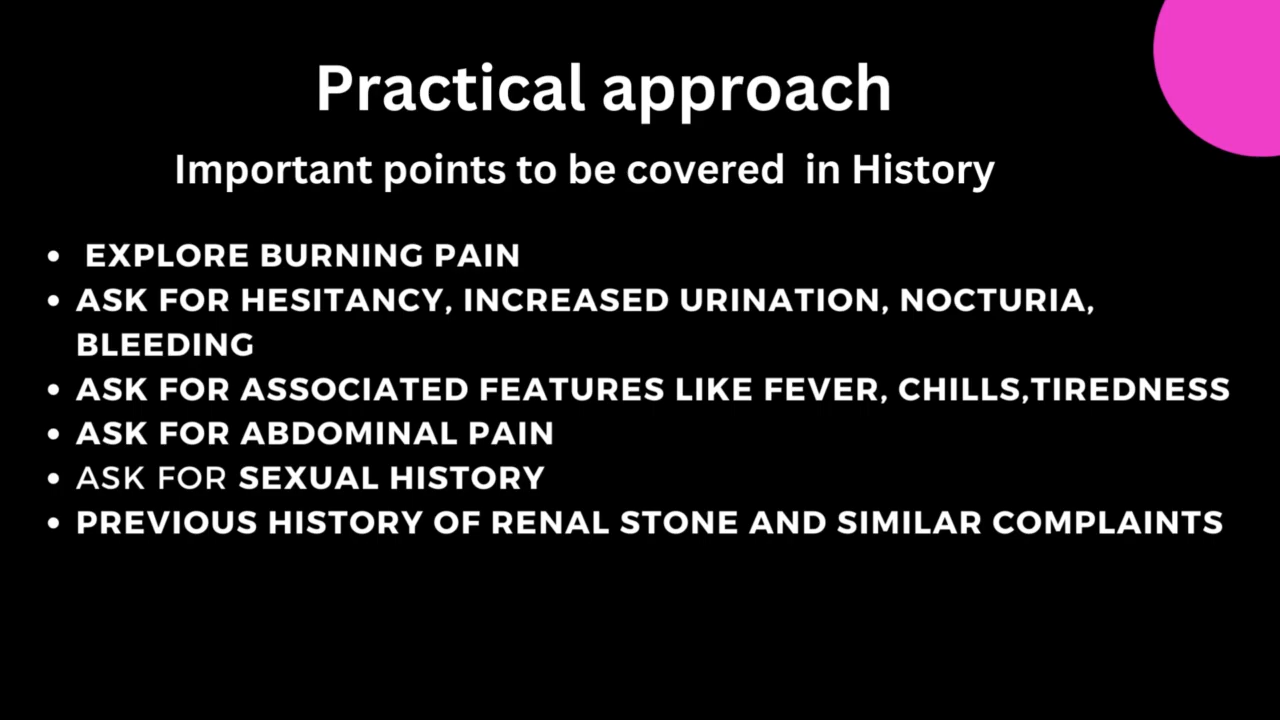 Practical approach
Important points to be covered in History
• EXPLORE BURNING PAIN
• ASK FOR HESITANCY, INCREASED URINATION, NOCTURIA,
BLEEDING
• ASK FOR ASSOCIATED FEATURES LIKE FEVER, CHILLS,TIREDNESS
• ASK FOR ABDOMINAL PAIN
• ASK FOR SEXUAL HISTORY
• PREVIOUS HISTORY OF RENAL STONE AND SIMILAR COMPLAINTS